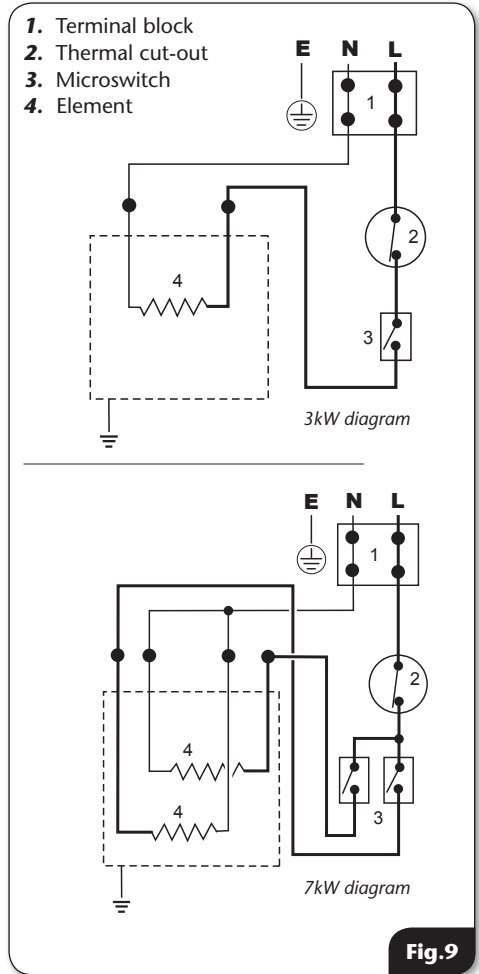 1. Terminal block
2. Thermal cut-out
3. Microswitch
4. Element
E N L
1
2
4
3
3kW diagram
E N L
1
2
4
4
3
7kW diagram
Fig.9